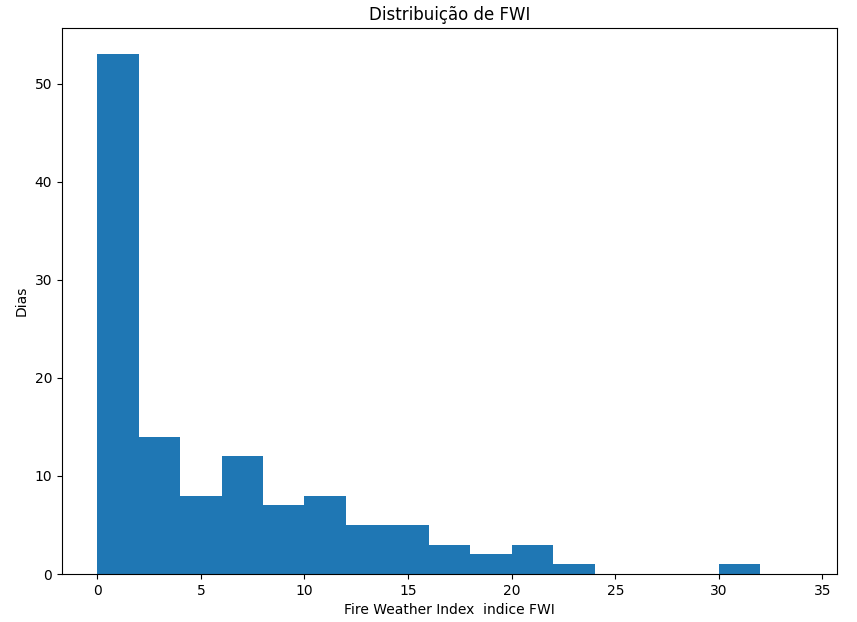 Distribuição de FWI
50
40
30
20
10
0
Dias
0 5 10 15 20 25 30 35
Fire Weather Index  indice FWI